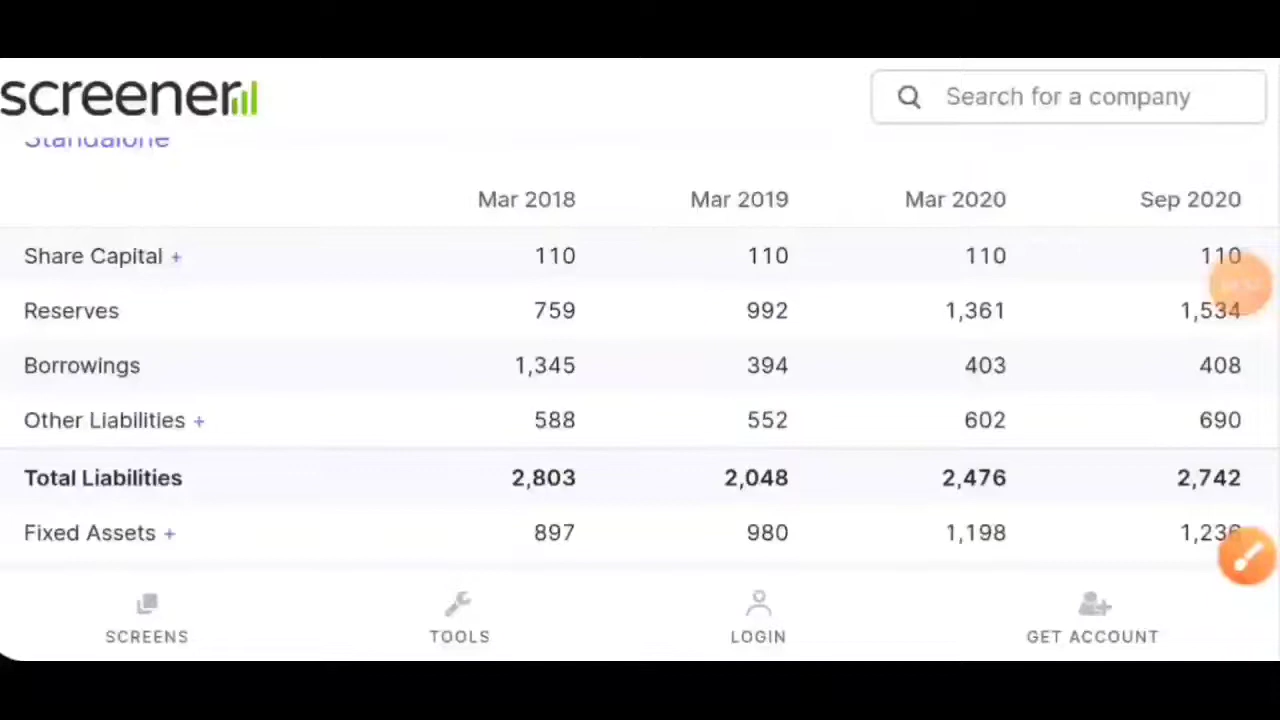 screener
Search for a company
Standalone
Mar 2018 Mar 2019 Mar 2020 Sep 2020
Share Capital + 110 110 110 110
Reserves 759 992 1,361 1,534
Borrowings 1,345 394 403 408
Other Liabilities + 588 552 602 690
Total Liabilities 2,803 2,048 2,476 2,742
Fixed Assets + 897 980 1,198 1,236
SCREENS TOOLS LOGIN GET ACCOUNT